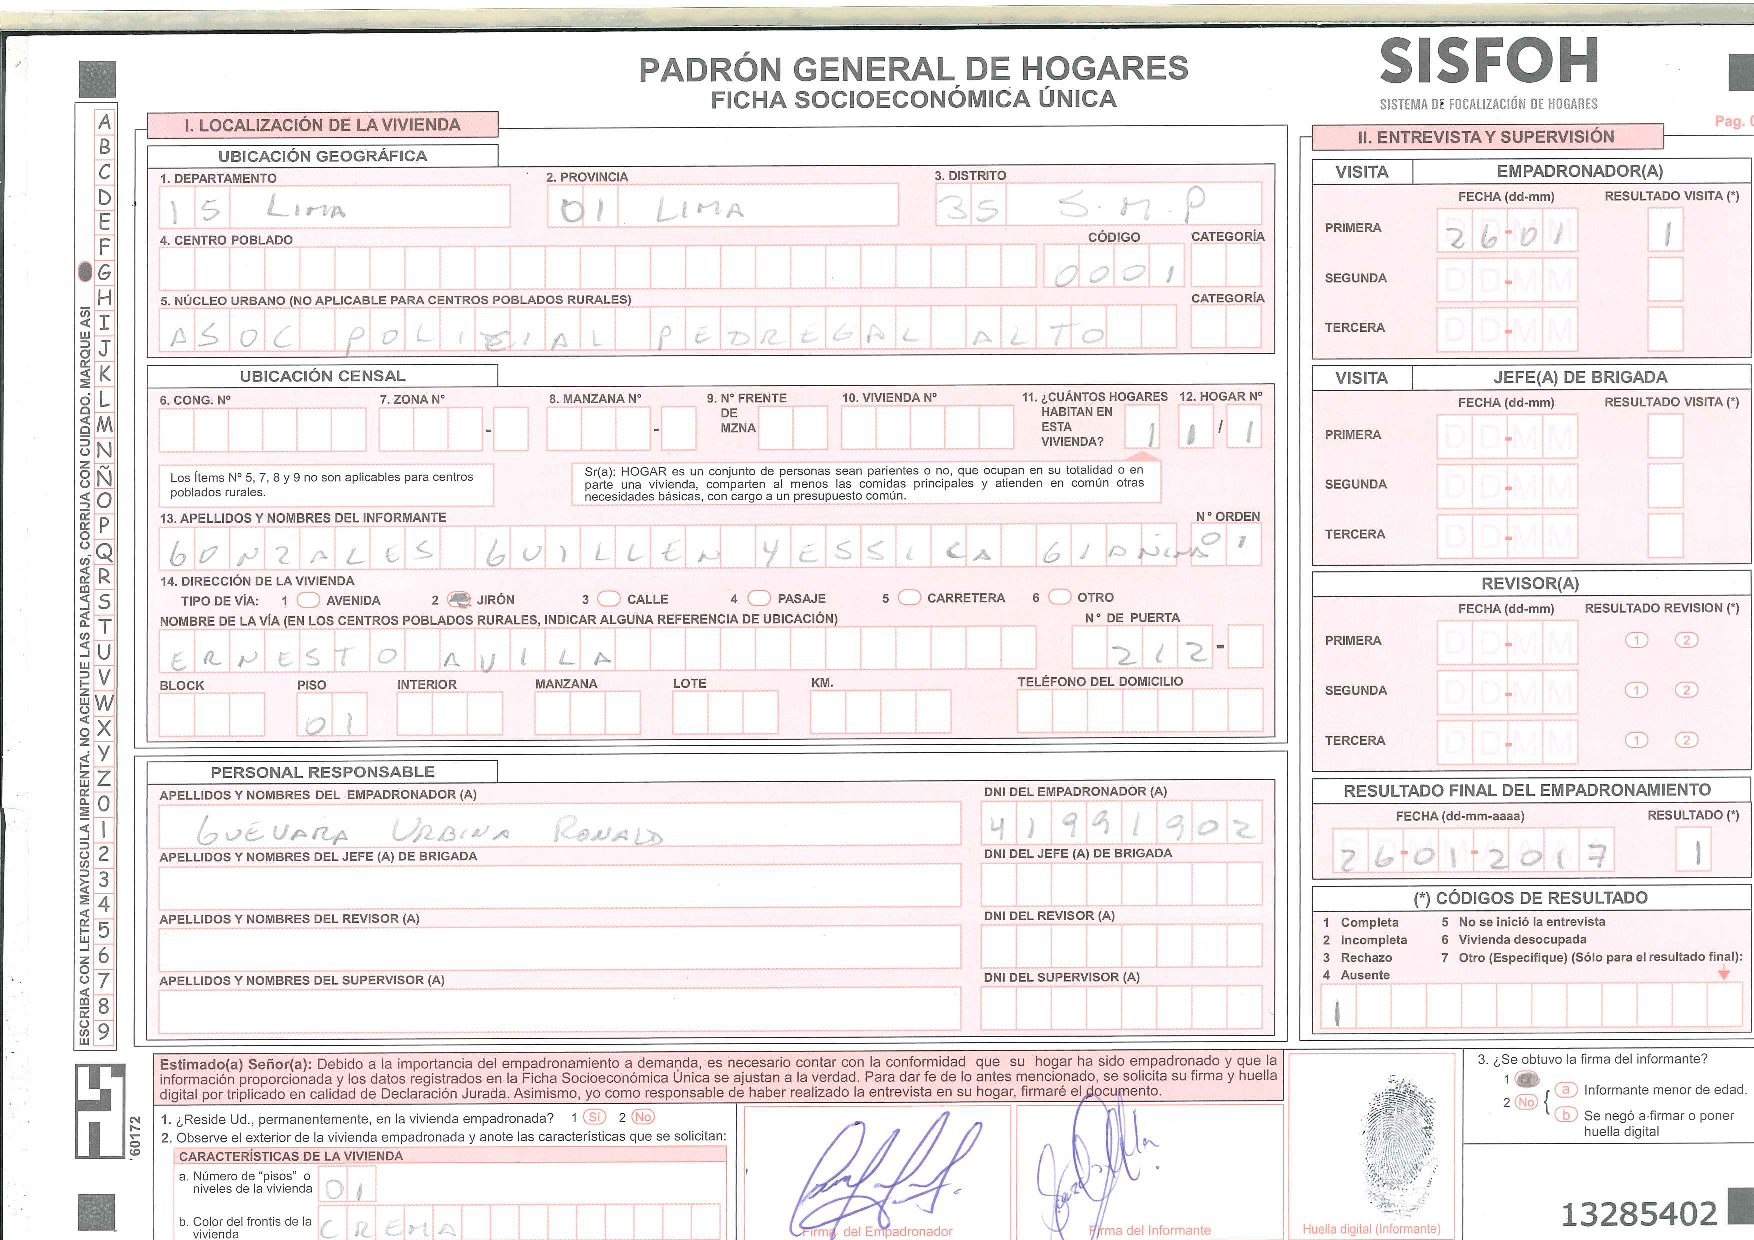 PADRÓN GENERAL DE HOGARES
FICHA SOCIOECONÓMICA ÚNICA
SISFOH
SISTEMA DE FOCALIZACIÓN DE HOGARES
Pag. 0
ESCRIBA CON LETRA MAYUSCULA IMPRENTA. NO ACENTUE LAS PALABRAS, CORRIJA CON CUIDADO. MARQUE ASI
A B C D E F G H I J K L M N Ñ O P Q R S T U V W X Y Z 0 1 2 3 4 5 6 7 8 9
I. LOCALIZACIÓN DE LA VIVIENDA
UBICACIÓN GEOGRÁFICA
1. DEPARTAMENTO 2. PROVINCIA 3. DISTRITO
15 LIMA 01 LIMA 35 S.M.P
4. CENTRO POBLADO CÓDIGO CATEGORÍA
0001
5. NÚCLEO URBANO (NO APLICABLE PARA CENTROS POBLADOS RURALES) CATEGORÍA
ASOC POLICIAL PEDREGAL ALTO
UBICACIÓN CENSAL
6. CONG. Nº 7. ZONA Nº 8. MANZANA Nº 9. Nº FRENTE DE MZNA 10. VIVIENDA Nº 11. ¿CUÁNTOS HOGARES HABITAN EN ESTA VIVIENDA? 12. HOGAR Nº
1 1 / 1
Los Ítems Nº 5, 7, 8 y 9 no son aplicables para centros poblados rurales.
Sr(a): HOGAR es un conjunto de personas sean parientes o no, que ocupan en su totalidad o en
parte una vivienda, comparten al menos las comidas principales y atienden en común otras
necesidades básicas, con cargo a un presupuesto común.
13. APELLIDOS Y NOMBRES DEL INFORMANTE Nº ORDEN
GONZALES GUILLEN YESSICA 01
14. DIRECCIÓN DE LA VIVIENDA
TIPO DE VÍA: 1 AVENIDA 2 JIRÓN 3 CALLE 4 PASAJE 5 CARRETERA 6 OTRO
NOMBRE DE LA VÍA (EN LOS CENTROS POBLADOS RURALES, INDICAR ALGUNA REFERENCIA DE UBICACIÓN) Nº DE PUERTA
ERNESTO AVILA 212 -
BLOCK PISO INTERIOR MANZANA LOTE KM. TELÉFONO DEL DOMICILIO
01
PERSONAL RESPONSABLE
APELLIDOS Y NOMBRES DEL EMPADRONADOR (A) DNI DEL EMPADRONADOR (A)
GUEVARA URBINA RONALD 41991902
APELLIDOS Y NOMBRES DEL JEFE (A) DE BRIGADA DNI DEL JEFE (A) DE BRIGADA
APELLIDOS Y NOMBRES DEL REVISOR (A) DNI DEL REVISOR (A)
APELLIDOS Y NOMBRES DEL SUPERVISOR (A) DNI DEL SUPERVISOR (A)
II. ENTREVISTA Y SUPERVISIÓN
VISITA EMPADRONADOR(A)
FECHA (dd-mm) RESULTADO VISITA (*)
PRIMERA 26-01 1
SEGUNDA DD-MM
TERCERA DD-MM
VISITA JEFE(A) DE BRIGADA
FECHA (dd-mm) RESULTADO VISITA (*)
PRIMERA DD-MM
SEGUNDA DD-MM
TERCERA DD-MM
REVISOR(A)
FECHA (dd-mm) RESULTADO REVISION (*)
PRIMERA DD-MM 1 2
SEGUNDA DD-MM 1 2
TERCERA DD-MM 1 2
RESULTADO FINAL DEL EMPADRONAMIENTO
FECHA (dd-mm-aaaa) RESULTADO (*)
26-01-2017 1
(*) CÓDIGOS DE RESULTADO
1 Completa 5 No se inició la entrevista
2 Incompleta 6 Vivienda desocupada
3 Rechazo 7 Otro (Especifique) (Sólo para el resultado final):
4 Ausente
1
Estimado(a) Señor(a): Debido a la importancia del empadronamiento a demanda, es necesario contar con la conformidad que su hogar ha sido empadronado y que la
información proporcionada y los datos registrados en la Ficha Socioeconómica Única se ajustan a la verdad. Para dar fe de lo antes mencionado, se solicita su firma y huella
digital por triplicado en calidad de Declaración Jurada. Asimismo, yo como responsable de haber realizado la entrevista en su hogar, firmaré el documento.
1. ¿Reside Ud., permanentemente, en la vivienda empadronada? 1 Sí 2 No
2. Observe el exterior de la vivienda empadronada y anote las características que se solicitan:
CARACTERÍSTICAS DE LA VIVIENDA
a. Número de "pisos" o niveles de la vivienda 01
b. Color del frontis de la vivienda CREMA
Firma del Empadronador
Firma del Informante
Huella digital (Informante)
3. ¿Se obtuvo la firma del informante?
1
2 No
a Informante menor de edad.
b Se negó a firmar o poner huella digital
13285402
'60172